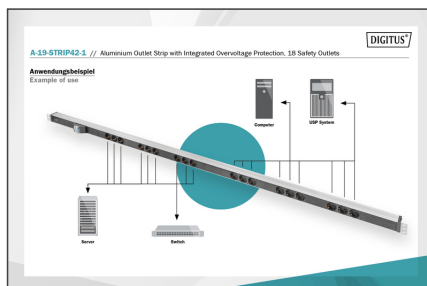 DIGITUS®
A-19-STRIP42-1 // Aluminium Outlet Strip with Integrated Overvoltage Protection, 18 Safety Outlets
Anwendungsbeispiel
Example of use
Computer
USP System
Server
Switch